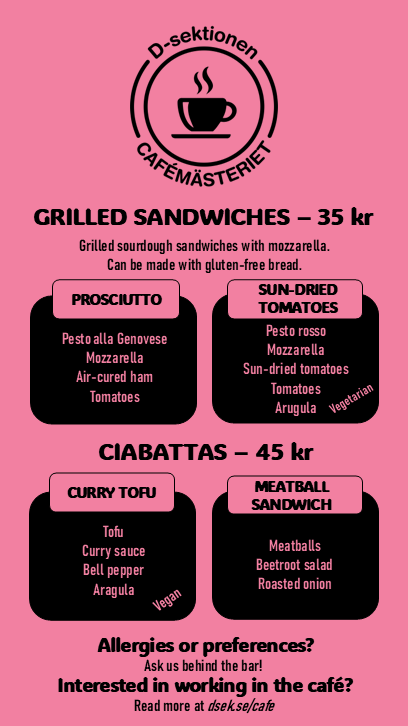 D-sektionen
CAFÉMÄSTERIET
GRILLED SANDWICHES – 35 kr
Grilled sourdough sandwiches with mozzarella.
Can be made with gluten-free bread.
PROSCIUTTO
Pesto alla Genovese
Mozzarella
Air-cured ham
Tomatoes
SUN-DRIED
TOMATOES
Pesto rosso
Mozzarella
Sun-dried tomatoes
Tomatoes
Arugula
Vegetarian
CIABATTAS – 45 kr
CURRY TOFU
Tofu
Curry sauce
Bell pepper
Aragula
Vegan
MEATBALL
SANDWICH
Meatballs
Beetroot salad
Roasted onion
Allergies or preferences?
Ask us behind the bar!
Interested in working in the café?
Read more at dsek.se/cafe